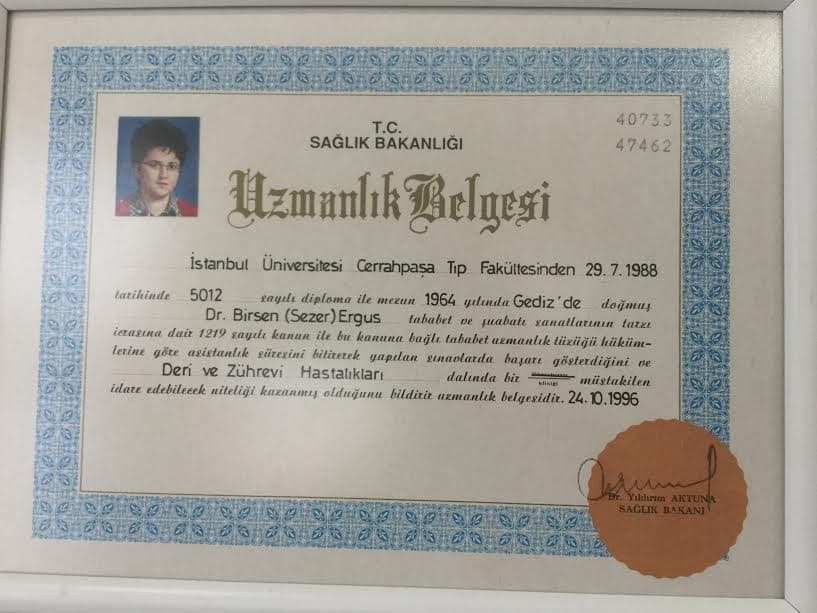 T.C.
SAĞLIK BAKANLIĞI
40733
47462
Uzmanlık Belgesi
İstanbul Üniversitesi Cerrahpaşa Tıp Fakültesinden 29.7.1988
tarihinde 5012 sayılı diploma ile mezun 1964 yılında Gediz'de doğmuş
Dr. Birsen (Sezer) Ergus tababet ve şuabatı sanatlarının tarzı
icrasına dair 1219 sayılı kanun ile bu kanuna bağlı tababet uzmanlık tüzüğü hüküm-
lerine göre asistanlık süresini bitirerek yapılan sınavlarda başarı gösterdiğini ve
Deri ve Zührevi Hastalıkları dalında bir kliniği müstakilen
idare edebilecek niteliği kazanmış olduğunu bildirir uzmanlık belgesidir. 24.10.1996
Dr. Yıldırım AKTUNA
SAĞLIK BAKANI